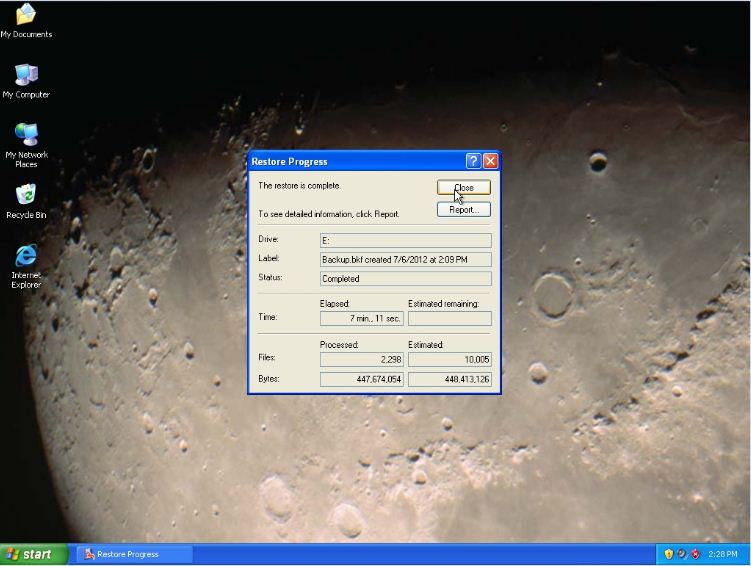 My Documents
My Computer
My Network
Places
Recycle Bin
Internet
Explorer
Restore Progress
The restore is complete.
Close
To see detailed information, click Report.
Report...
Drive:
E:
Label:
Backup.bkf created 7/6/2012 at 2:09 PM
Status:
Completed
Elapsed:
Estimated remaining:
Time:
7 min., 11 sec.
Processed:
Estimated:
Files:
2,298
10,005
Bytes:
447,674,054
448,413,126
start
Restore Progress
2:28 PM